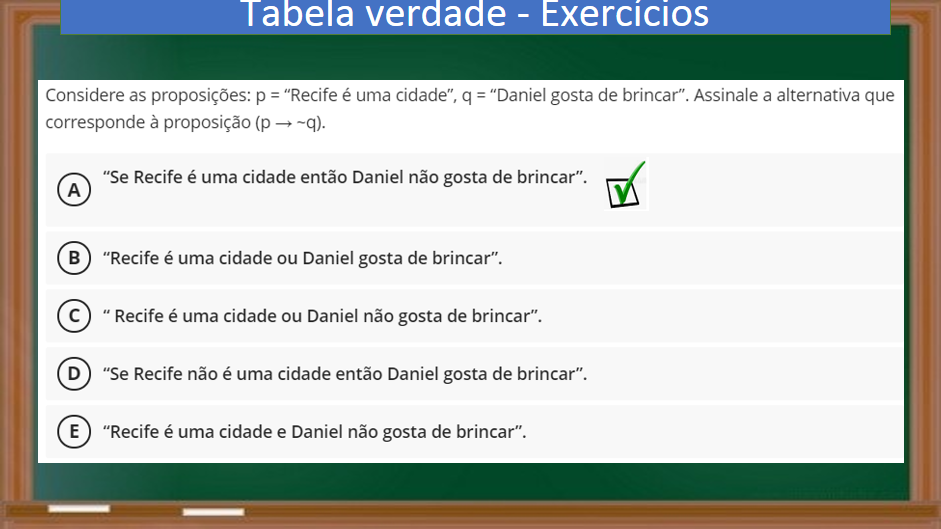 Tabela verdade - Exercícios
Considere as proposições: p = “Recife é uma cidade”, q = “Daniel gosta de brincar”. Assinale a alternativa que
corresponde à proposição (p → ~q).
A “Se Recife é uma cidade então Daniel não gosta de brincar”.
B “Recife é uma cidade ou Daniel gosta de brincar”.
C “ Recife é uma cidade ou Daniel não gosta de brincar”.
D “Se Recife não é uma cidade então Daniel gosta de brincar”.
E “Recife é uma cidade e Daniel não gosta de brincar”.